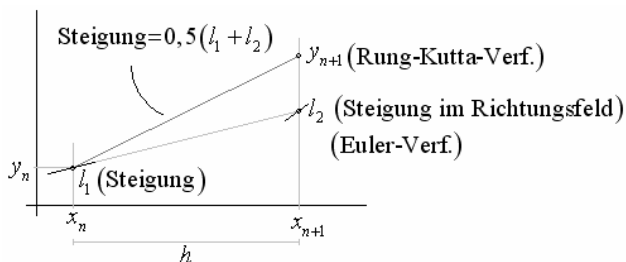 Steigung=0,5(l₁+l₂)
yₙ₊₁ (Rung-Kutta-Verf.)
l₂ (Steigung im Richtungsfeld)
(Euler-Verf.)
yₙ
l₁ (Steigung)
xₙ
xₙ₊₁
h